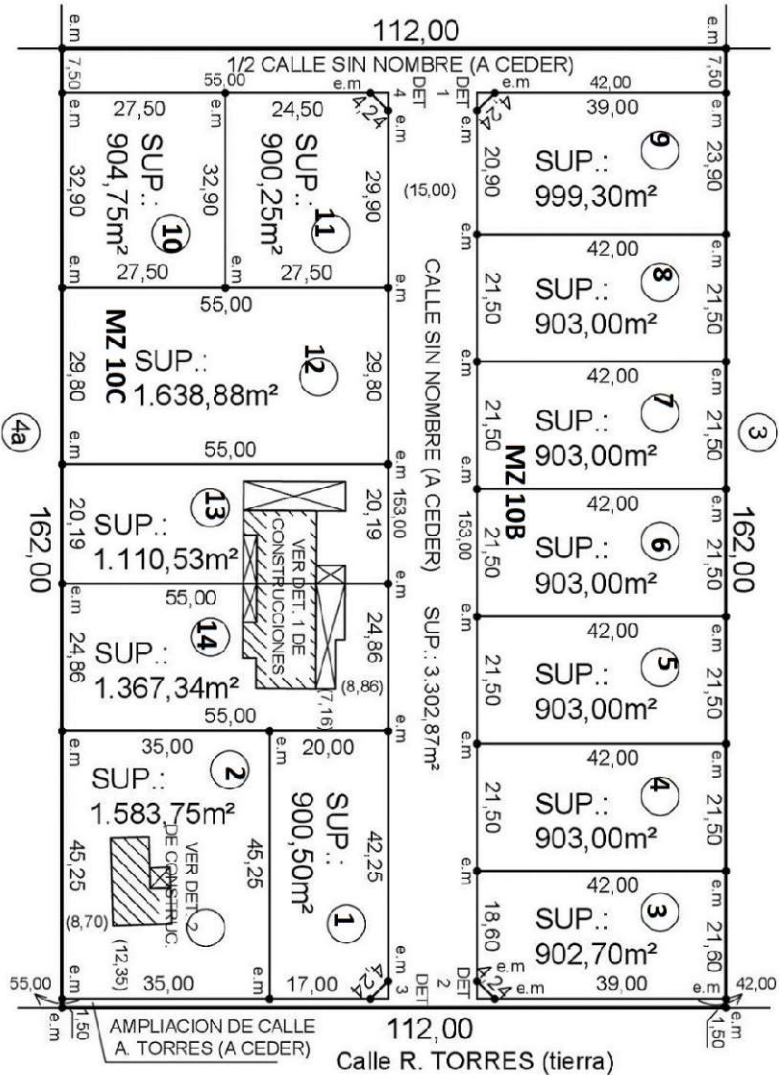 112,00
e.m
e.m
7,50
1/2 CALLE SIN NOMBRE (A CEDER)
7,50
55,00
e.m
4
DET
1
DET
e.m
42,00
e.m
27,50
e.m
24,50
4,24
e.m
e.m
4,24
39,00
e.m
SUP.:
904,75m²
10
32,90
32,90
27,50
SUP.:
900,25m²
11
29,90
27,50
(15,00)
20,90
SUP.:
999,30m²
9
23,90
e.m
e.m
e.m
e.m
e.m
55,00
MZ 10C
SUP.:
1.638,88m²
12
29,80
29,80
e.m
55,00
e.m
CALLE SIN NOMBRE (A CEDER) SUP.: 3.302,87m²
42,00
SUP.:
903,00m²
8
21,50
21,50
e.m
e.m
42,00
SUP.:
903,00m²
7
21,50
21,50
e.m
e.m
MZ 10B
3
4a
162,00
162,00
153,00
153,00
20,19
SUP.:
1.110,53m²
13
20,19
VER DET. 1 DE
CONSTRUCCIONES
e.m
55,00
e.m
42,00
SUP.:
903,00m²
6
21,50
21,50
e.m
e.m
24,86
SUP.:
1.367,34m²
14
24,86
(8,86)
(7,16)
55,00
e.m
42,00
SUP.:
903,00m²
5
21,50
21,50
e.m
e.m
e.m
35,00
e.m
20,00
SUP.:
1.583,75m²
2
45,25
45,25
VER DET. 2
DE CONSTRUC.
(8,70)
(12,35)
SUP.:
900,50m²
1
42,25
42,00
SUP.:
903,00m²
4
21,50
21,50
e.m
e.m
42,00
SUP.:
902,70m²
3
18,60
21,60
55,00
e.m
35,00
e.m
17,00
4,24
e.m
3
DET
2
DET
e.m
4,24
e.m
39,00
e.m
42,00
1,50
e.m
AMPLIACION DE CALLE
A. TORRES (A CEDER)
112,00
1,50
e.m
Calle R. TORRES (tierra)